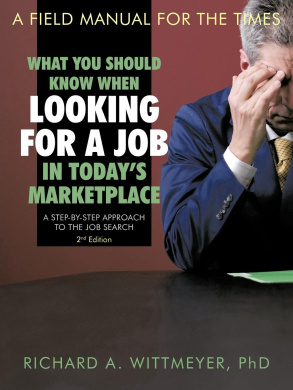 A FIELD MANUAL FOR THE TIMES
WHAT YOU SHOULD
KNOW WHEN
LOOKING
FOR A JOB
IN TODAY'S
MARKETPLACE
A STEP-BY-STEP APPROACH
TO THE JOB SEARCH
2nd Edition
RICHARD A. WITTMEYER, PhD